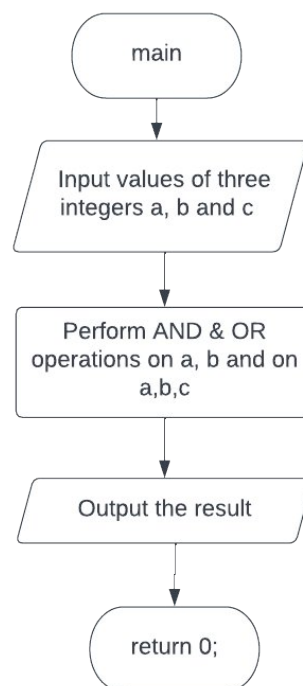 main
Input values of three
integers a, b and c
Perform AND & OR
operations on a, b and on
a,b,c
Output the result
return 0;